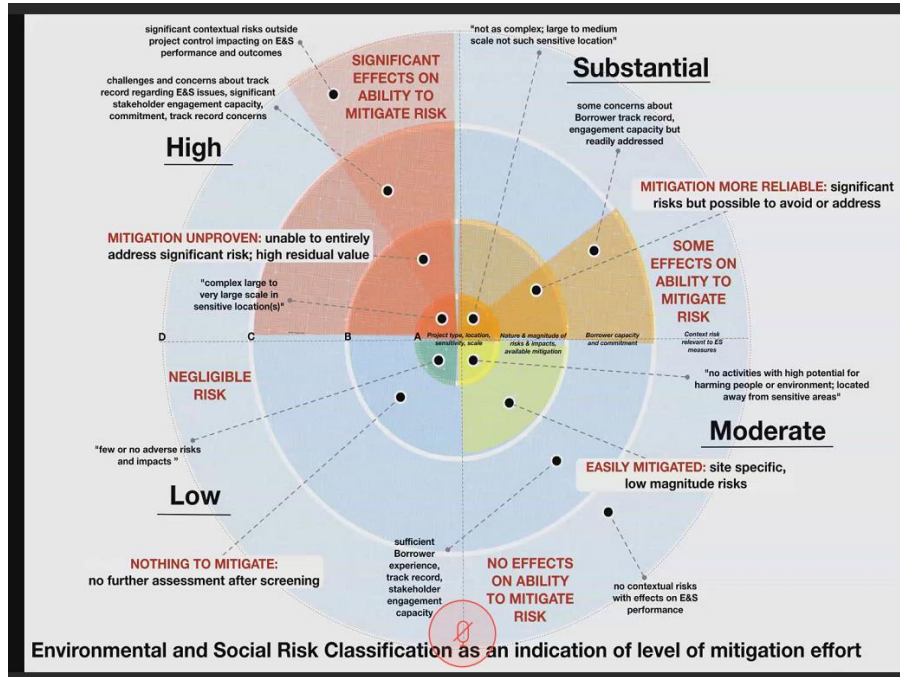 significant contextual risks outside
project control impacting on E&S
performance and outcomes
"not as complex; large to medium
scale not such sensitive location"
SIGNIFICANT
EFFECTS ON
ABILITY TO
MITIGATE RISK
Substantial
challenges and concerns about track
record regarding E&S issues, significant
stakeholder engagement capacity,
commitment, track record concerns
some concerns about
Borrower track record,
engagement capacity but
readily addressed
High
MITIGATION MORE RELIABLE: significant
risks but possible to avoid or address
MITIGATION UNPROVEN: unable to entirely
address significant risk; high residual value
SOME
EFFECTS ON
ABILITY TO
MITIGATE
RISK
"complex large to
very large scale in
sensitive location(s)"
D
C
B
A
Project type, location,
sensitivity, scale
Nature & magnitude of
risks & impacts,
available mitigation
Borrower capacity
and commitment
Context risk
relevant to ES
measures
NEGLIGIBLE
RISK
"no activities with high potential for
harming people or environment; located
away from sensitive areas"
Moderate
"few or no adverse risks
and impacts "
EASILY MITIGATED: site specific,
low magnitude risks
Low
NOTHING TO MITIGATE:
no further assessment after screening
sufficient
Borrower
experience,
track record,
stakeholder
engagement
capacity
NO EFFECTS
ON ABILITY
TO MITIGATE
RISK
no contextual risks
with effects on E&S
performance
Environmental and Social Risk Classification as an indication of level of mitigation effort